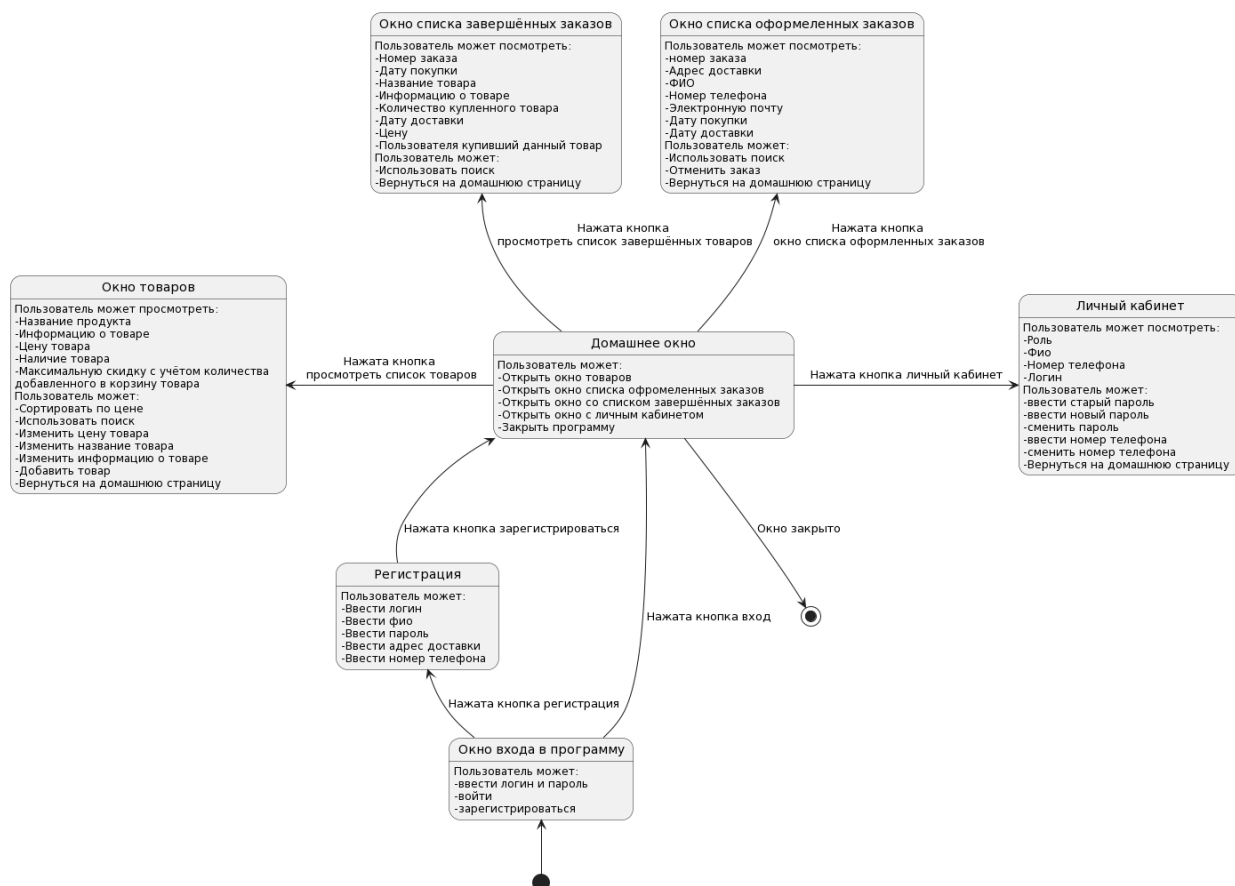 Окно списка завершённых заказов
Пользователь может посмотреть:
-Номер заказа
-Дату покупки
-Название товара
-Информацию о товаре
-Количество купленного товара
-Дату доставки
-Цену
-Пользователя купивший данный товар
Пользователь может:
-Использовать поиск
-Вернуться на домашнюю страницу
Окно списка оформеленных заказов
Пользователь может посмотреть:
-номер заказа
-Адрес доставки
-ФИО
-Номер телефона
-Электронную почту
-Дату покупки
-Дату доставки
Пользователь может:
-Использовать поиск
-Отменить заказ
-Вернуться на домашнюю страницу
Нажата кнопка
просмотреть список завершённых товаров
Нажата кнопка
окно списка оформленных заказов
Окно товаров
Пользователь может просмотреть:
-Название продукта
-Информацию о товаре
-Цену товара
-Наличие товара
-Максимальную скидку с учётом количества
добавленного в корзину товара
Пользователь может:
-Сортировать по цене
-Использовать поиск
-Изменить цену товара
-Изменить название товара
-Изменить информацию о товаре
-Добавить товар
-Вернуться на домашнюю страницу
Нажата кнопка
просмотреть список товаров
Домашнее окно
Пользователь может:
-Открыть окно товаров
-Открыть окно списка офромеленных заказов
-Открыть окно со списком завершённых заказов
-Открыть окно с личным кабинетом
-Закрыть программу
Нажата кнопка личный кабинет
Личный кабинет
Пользователь может посмотреть:
-Роль
-Фио
-Номер телефона
-Логин
Пользователь может:
-ввести старый пароль
-ввести новый пароль
-сменить пароль
-ввести номер телефона
-сменить номер телефона
-Вернуться на домашнюю страницу
Нажата кнопка зарегистрироваться
Окно закрыто
Регистрация
Пользователь может:
-Ввести логин
-Ввести фио
-Ввести пароль
-Ввести адрес доставки
-Ввести номер телефона
Нажата кнопка вход
Нажата кнопка регистрация
Окно входа в программу
Пользователь может:
-ввести логин и пароль
-войти
-зарегистрироваться